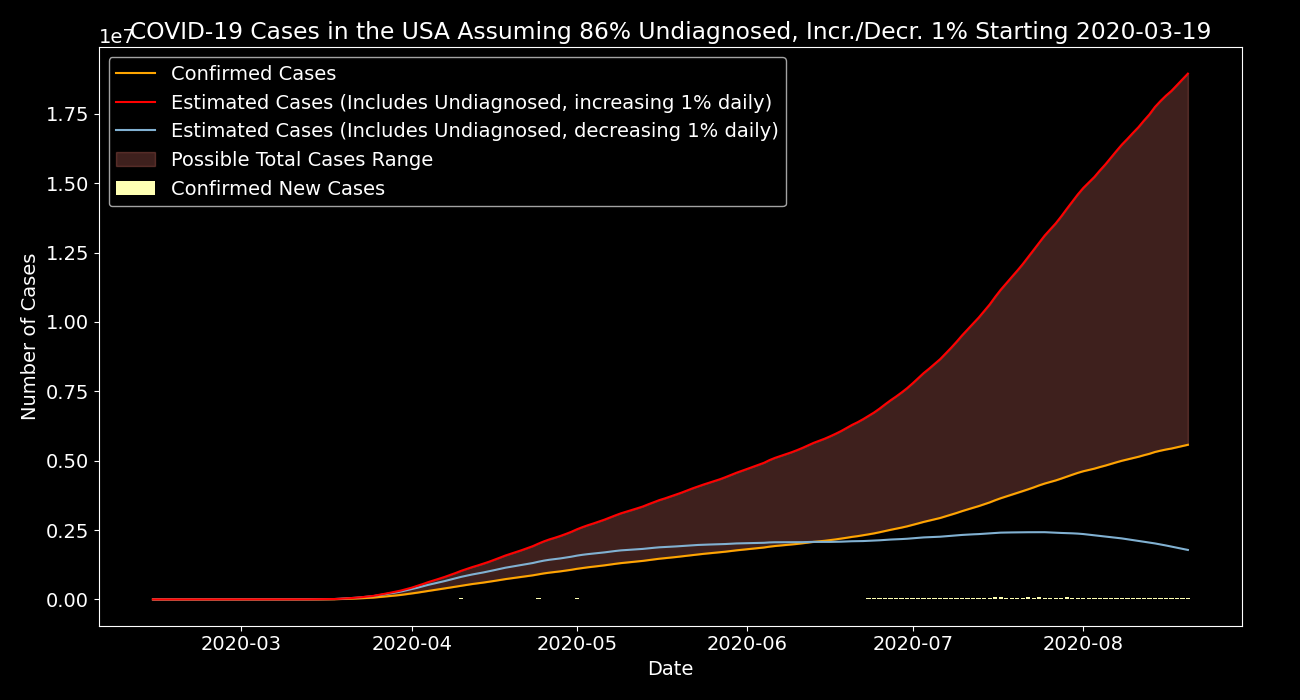 COVID-19 Cases in the USA Assuming 86% Undiagnosed, Incr./Decr. 1% Starting 2020-03-19
1e7
Confirmed Cases
Estimated Cases (Includes Undiagnosed, increasing 1% daily)
Estimated Cases (Includes Undiagnosed, decreasing 1% daily)
Possible Total Cases Range
Confirmed New Cases
Number of Cases
1.75
1.50
1.25
1.00
0.75
0.50
0.25
0.00
2020-03 2020-04 2020-05 2020-06 2020-07 2020-08
Date